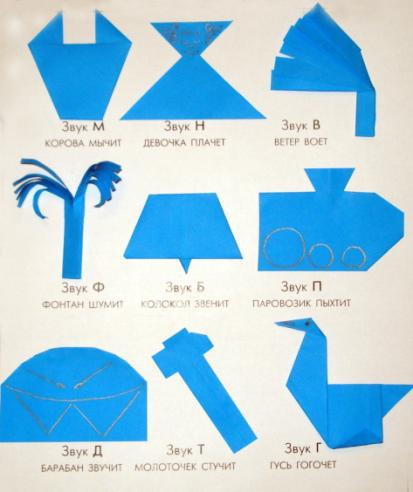 Звук М
КОРОВА МЫЧИТ
Звук Н
ДЕВОЧКА ПЛАЧЕТ
Звук В
ВЕТЕР ВОЕТ
Звук Ф
ФОНТАН ШУМИТ
Звук Б
КОЛОКОЛ ЗВЕНИТ
Звук П
ПАРОВОЗИК ПЫХТИТ
Звук Д
БАРАБАН ЗВУЧИТ
Звук Т
МОЛОТОЧЕК СТУЧИТ
Звук Г
ГУСЬ ГОГОЧЕТ